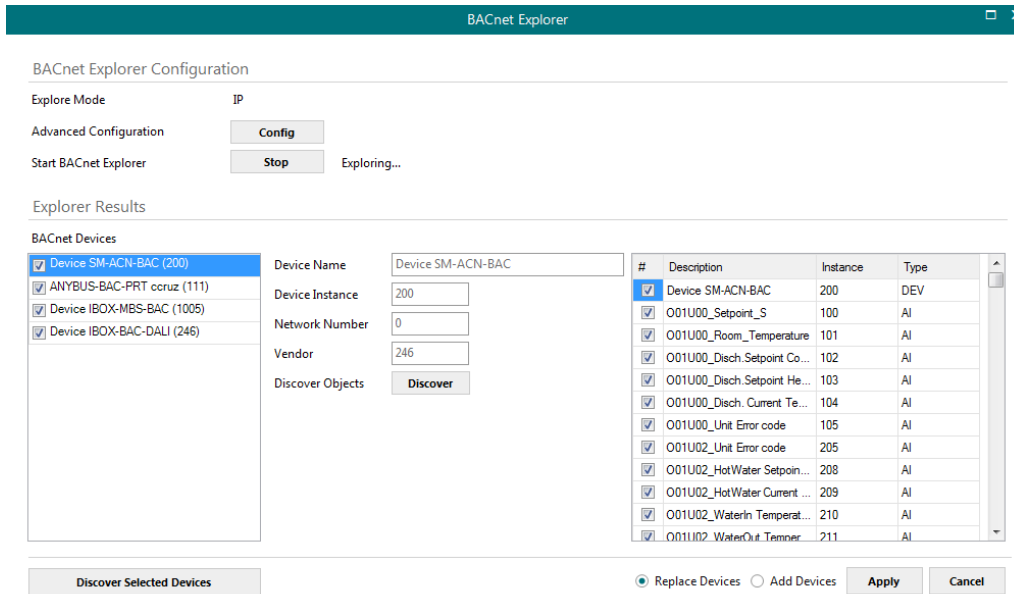 BACnet Explorer
BACnet Explorer Configuration
Explore Mode IP
Advanced Configuration Config
Start BACnet Explorer Stop Exploring...
Explorer Results
BACnet Devices
Device SM-ACN-BAC (200)
ANYBUS-BAC-PRT ccruz (111)
Device IBOX-MBS-BAC (1005)
Device IBOX-BAC-DALI (246)
Device Name Device SM-ACN-BAC
Device Instance 200
Network Number 0
Vendor 246
Discover Objects Discover
# Description Instance Type
Device SM-ACN-BAC 200 DEV
O01U00_Setpoint_S 100 AI
O01U00_Room_Temperature 101 AI
O01U00_Disch.Setpoint Co... 102 AI
O01U00_Disch.Setpoint He... 103 AI
O01U00_Disch. Current Te... 104 AI
O01U00_Unit Error code 105 AI
O01U02_Unit Error code 205 AI
O01U02_HotWater Setpoin... 208 AI
O01U02_HotWater Current ... 209 AI
O01U02_WaterIn Temperat... 210 AI
O01U02_WaterOut Temper 211 AI
Discover Selected Devices Replace Devices Add Devices Apply Cancel